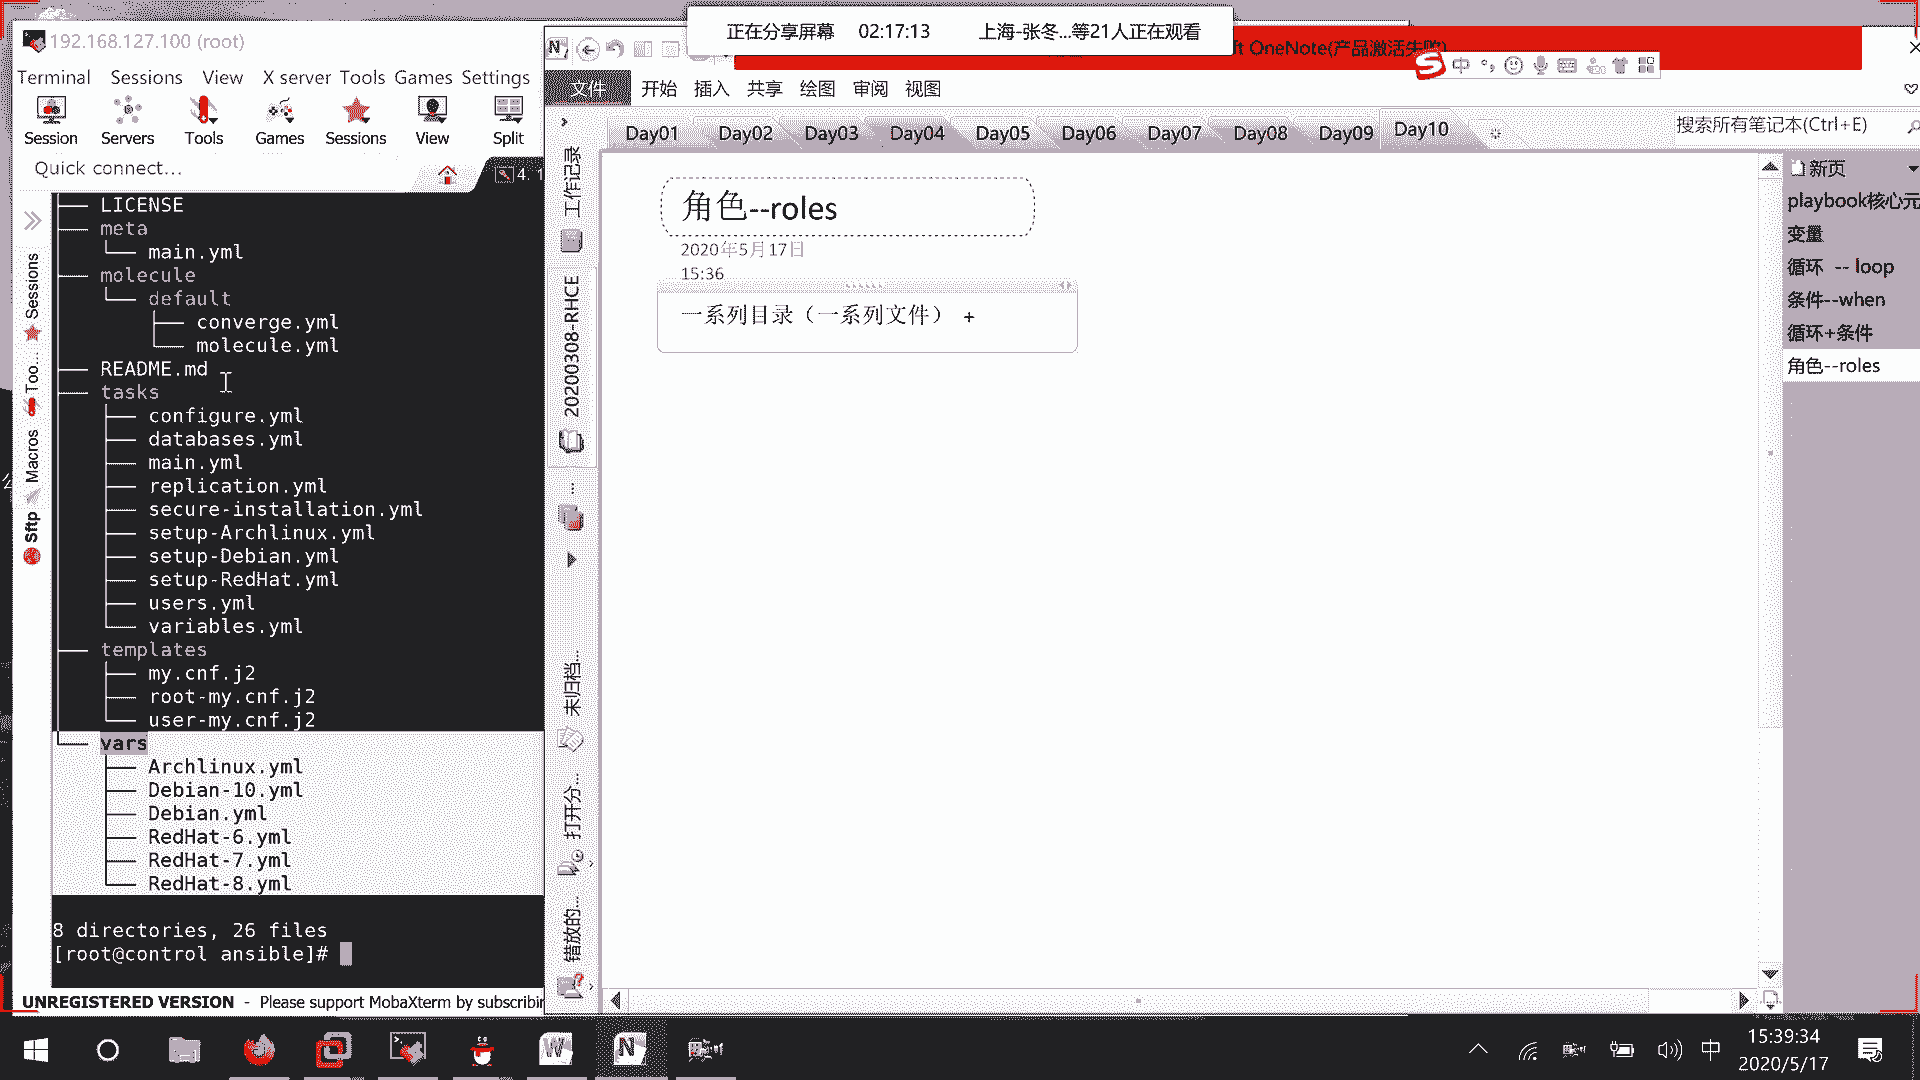 正在分享屏幕 02:17:13 上海-张冬...等21人正在观看
192.168.127.100 (root)
Terminal Sessions View X server Tools Games Settings
Session Servers Tools Games Sessions View Split
Quick connect...
4. 1
LICENSE
meta
main.yml
molecule
default
converge.yml
molecule.yml
README.md
tasks
configure.yml
databases.yml
main.yml
replication.yml
secure-installation.yml
setup-Archlinux.yml
setup-Debian.yml
setup-RedHat.yml
users.yml
variables.yml
templates
my.cnf.j2
root-my.cnf.j2
user-my.cnf.j2
vars
Archlinux.yml
Debian-10.yml
Debian.yml
RedHat-6.yml
RedHat-7.yml
RedHat-8.yml
8 directories, 26 files
[root@control ansible]#
UNREGISTERED VERSION - Please support MobaXterm by subscribin
Sessions
Too...
Macros
Sftp
OneNote(产品激活失败)
中
文件 开始 插入 共享 绘图 审阅 视图
Day01 Day02 Day03 Day04 Day05 Day06 Day07 Day08 Day09 Day10
搜索所有笔记本(Ctrl+E)
工作记录
20200308-RHCE
未归档...
打开分...
错放的...
角色--roles
2020年5月17日
15:36
一系列目录（一系列文件） +
新页
playbook核心元
变量
循环 -- loop
条件--when
循环+条件
角色--roles
中
15:39:34
2020/5/17